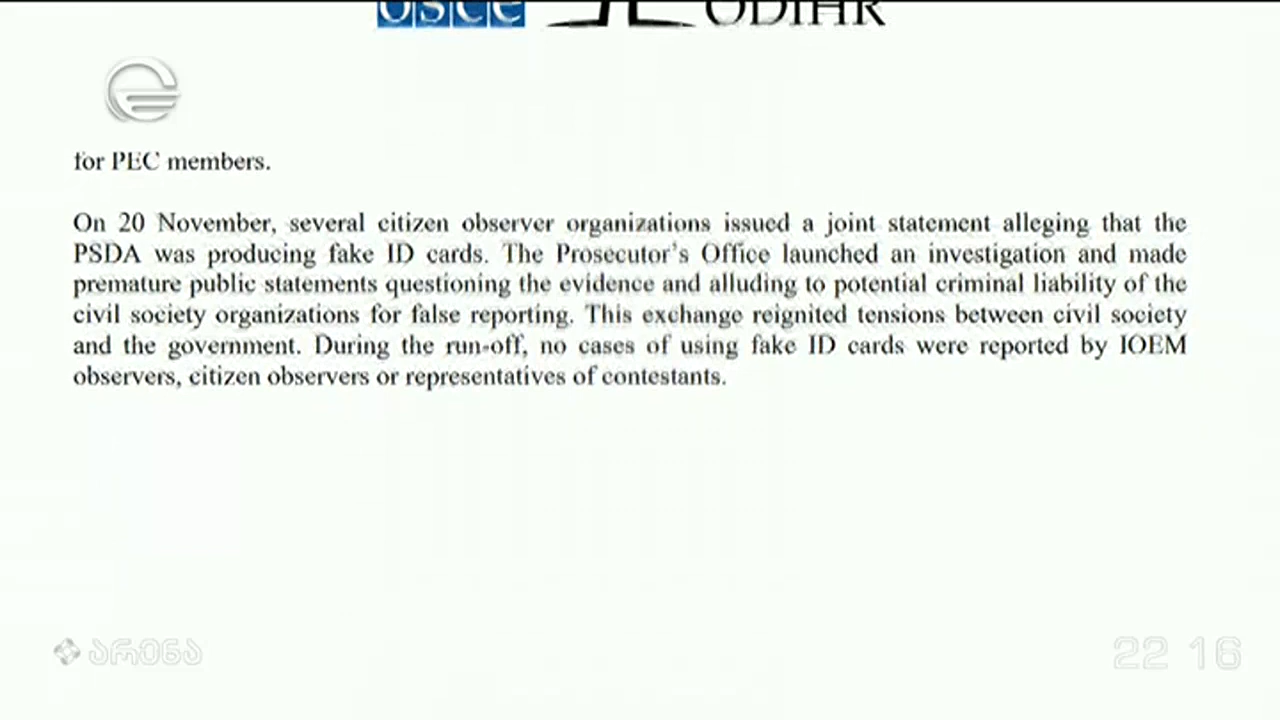 OSCE ODIHR
for PEC members.
On 20 November, several citizen observer organizations issued a joint statement alleging that the
PSDA was producing fake ID cards. The Prosecutor's Office launched an investigation and made
premature public statements questioning the evidence and alluding to potential criminal liability of the
civil society organizations for false reporting. This exchange reignited tensions between civil society
and the government. During the run-off, no cases of using fake ID cards were reported by IOEM
observers, citizen observers or representatives of contestants.
არენა
22 16